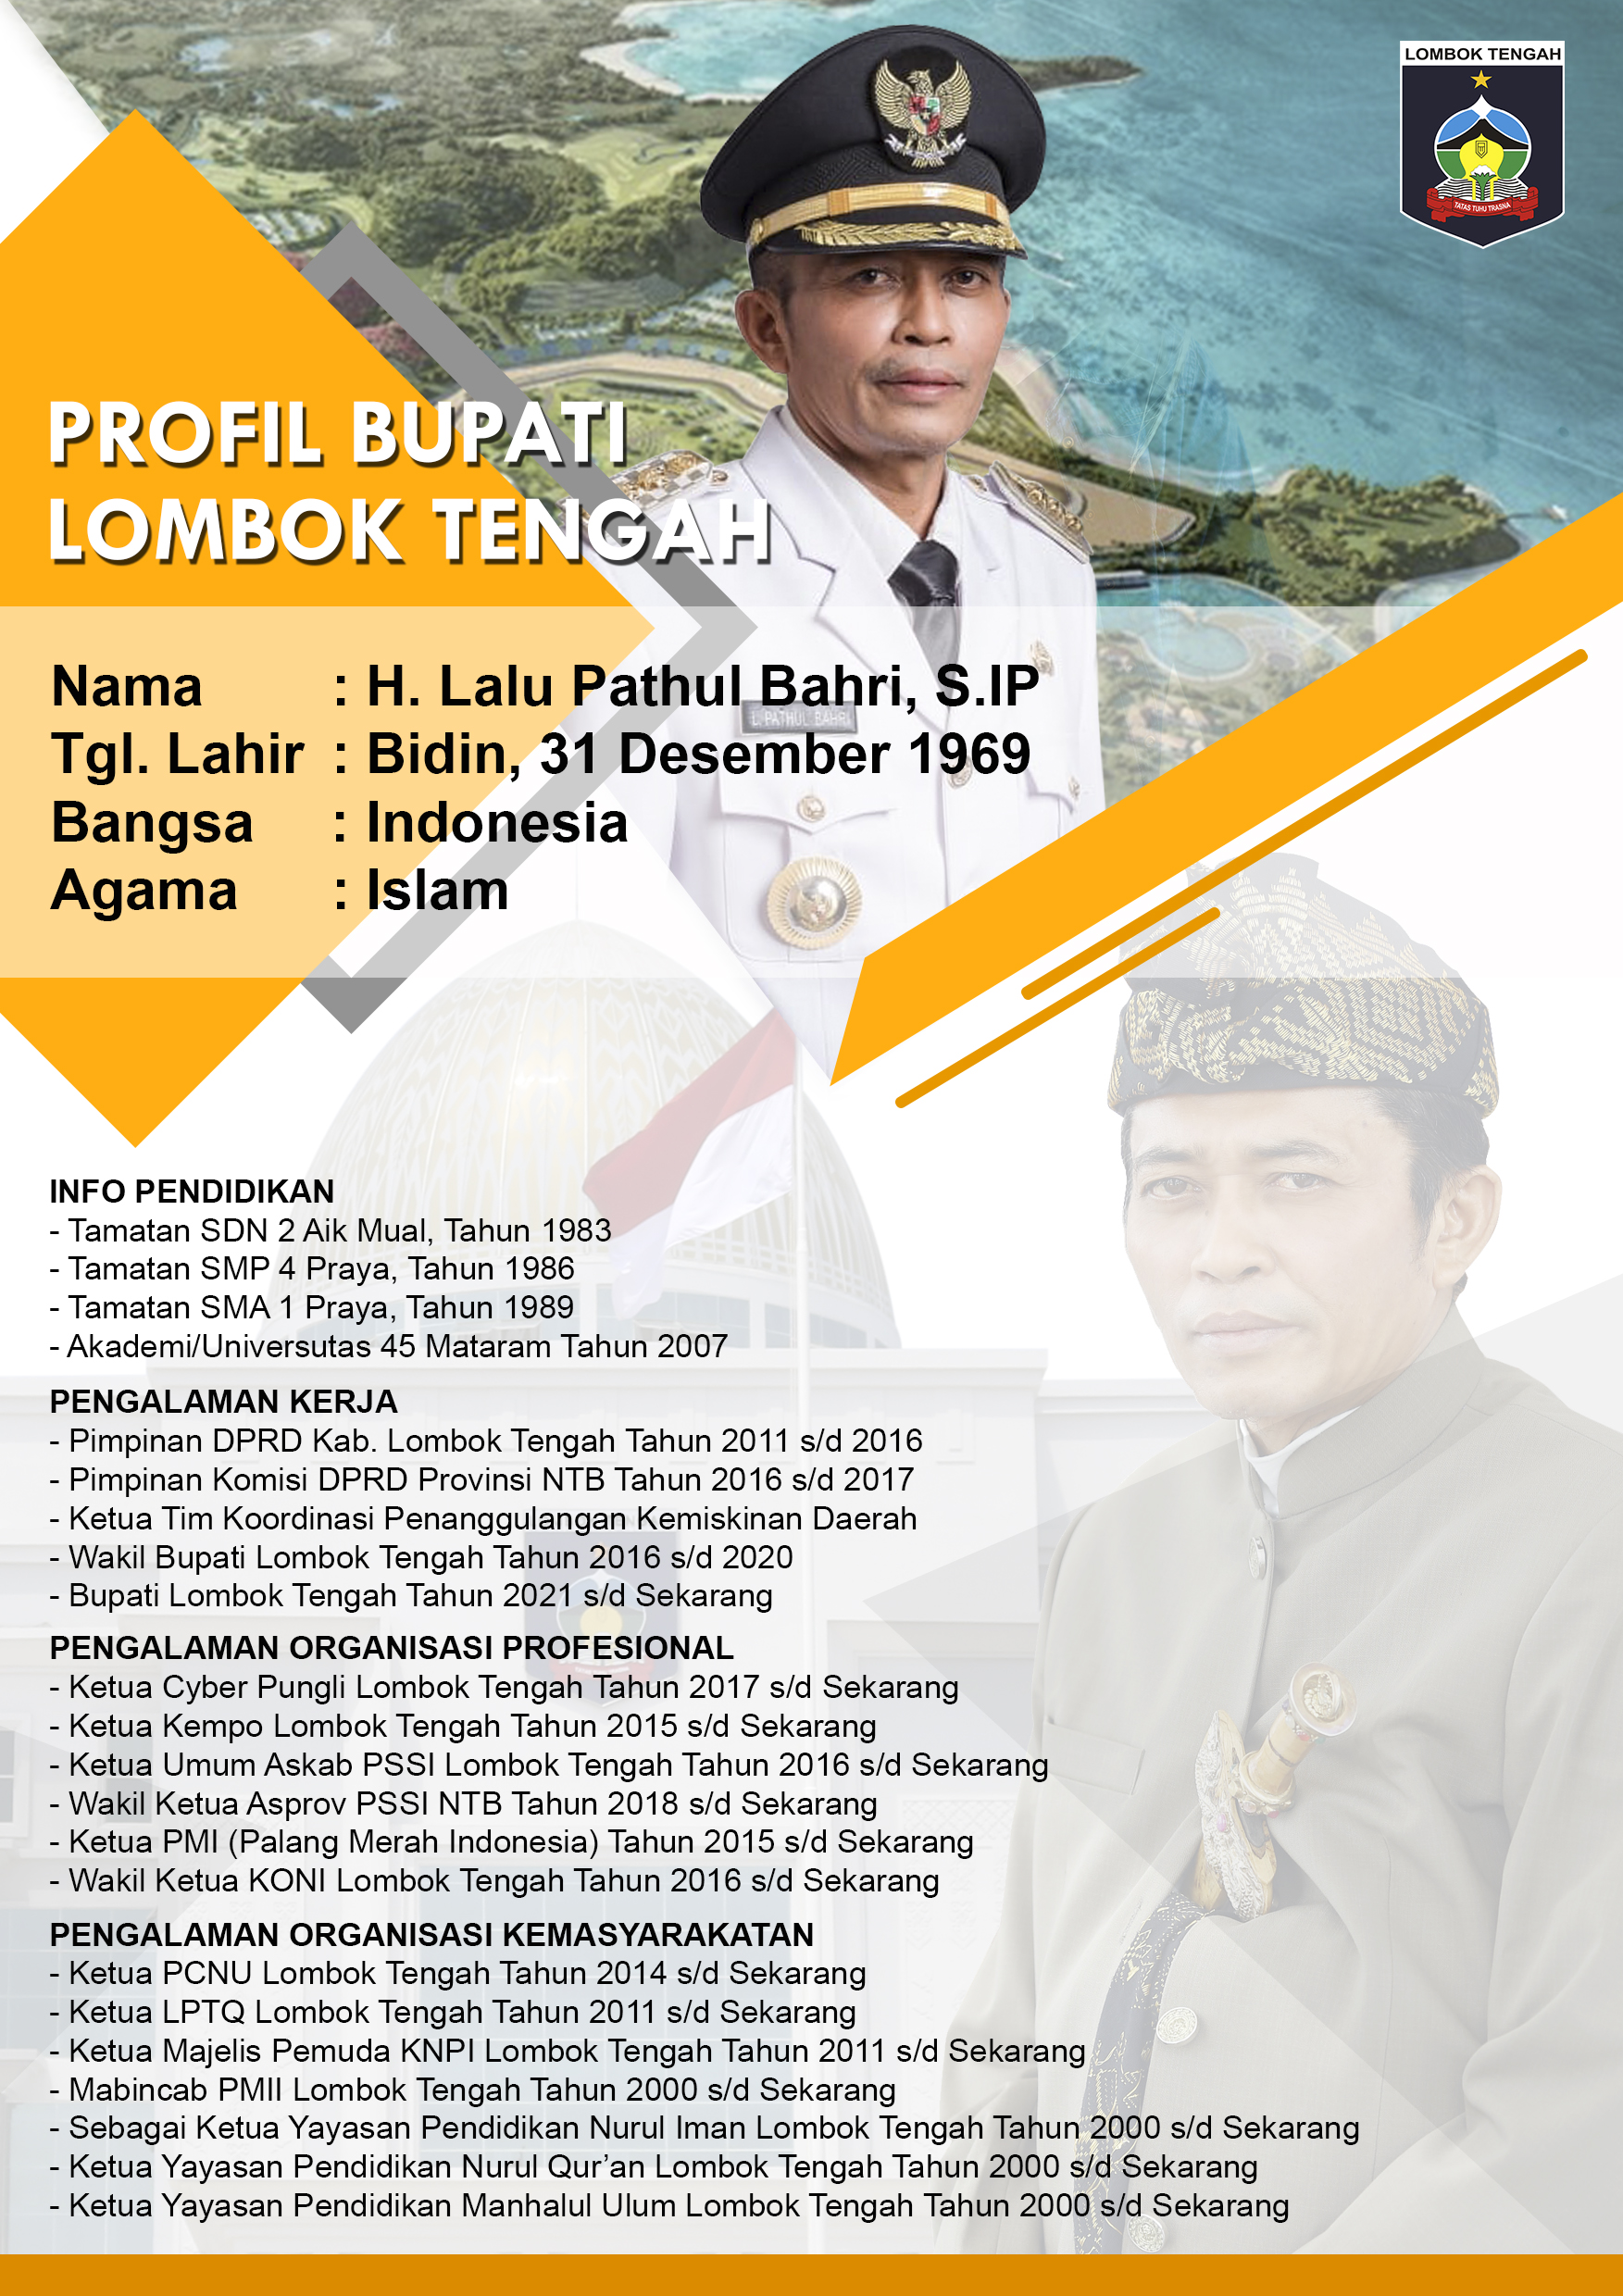 LOMBOK TENGAH
TATAS TUHU TRASNA
PROFIL BUPATI
LOMBOK TENGAH
Nama : H. Lalu Pathul Bahri, S.IP
L. PATHUL BAHRI
Tgl. Lahir : Bidin, 31 Desember 1969
Bangsa : Indonesia
Agama : Islam
INFO PENDIDIKAN
- Tamatan SDN 2 Aik Mual, Tahun 1983
- Tamatan SMP 4 Praya, Tahun 1986
- Tamatan SMA 1 Praya, Tahun 1989
- Akademi/Universutas 45 Mataram Tahun 2007
PENGALAMAN KERJA
- Pimpinan DPRD Kab. Lombok Tengah Tahun 2011 s/d 2016
- Pimpinan Komisi DPRD Provinsi NTB Tahun 2016 s/d 2017
- Ketua Tim Koordinasi Penanggulangan Kemiskinan Daerah
- Wakil Bupati Lombok Tengah Tahun 2016 s/d 2020
- Bupati Lombok Tengah Tahun 2021 s/d Sekarang
PENGALAMAN ORGANISASI PROFESIONAL
- Ketua Cyber Pungli Lombok Tengah Tahun 2017 s/d Sekarang
- Ketua Kempo Lombok Tengah Tahun 2015 s/d Sekarang
- Ketua Umum Askab PSSI Lombok Tengah Tahun 2016 s/d Sekarang
- Wakil Ketua Asprov PSSI NTB Tahun 2018 s/d Sekarang
- Ketua PMI (Palang Merah Indonesia) Tahun 2015 s/d Sekarang
- Wakil Ketua KONI Lombok Tengah Tahun 2016 s/d Sekarang
PENGALAMAN ORGANISASI KEMASYARAKATAN
- Ketua PCNU Lombok Tengah Tahun 2014 s/d Sekarang
- Ketua LPTQ Lombok Tengah Tahun 2011 s/d Sekarang
- Ketua Majelis Pemuda KNPI Lombok Tengah Tahun 2011 s/d Sekarang
- Mabincab PMII Lombok Tengah Tahun 2000 s/d Sekarang
- Sebagai Ketua Yayasan Pendidikan Nurul Iman Lombok Tengah Tahun 2000 s/d Sekarang
- Ketua Yayasan Pendidikan Nurul Qur’an Lombok Tengah Tahun 2000 s/d Sekarang
- Ketua Yayasan Pendidikan Manhalul Ulum Lombok Tengah Tahun 2000 s/d Sekarang